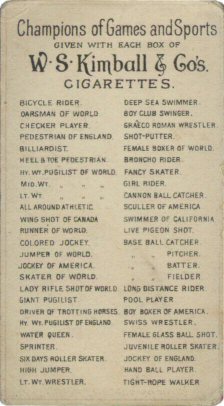 Champions of Games and Sports
GIVEN WITH EACH BOX OF
W. S. Kimball & Co's.
CIGARETTES.
BICYCLE RIDER.
OARSMAN OF WORLD
CHECKER PLAYER
PEDESTRIAN OF ENGLAND.
BILLIARDIST.
HEEL & TOE PEDESTRIAN.
HY. WT. PUGILIST OF WORLD.
MID. WT. " " "
LT. WT. " " "
ALL AROUND ATHLETIC.
WING SHOT OF CANADA
RUNNER OF WORLD.
COLORED JOCKEY.
JUMPER OF WORLD.
JOCKEY OF AMERICA.
SKATER OF WORLD.
LADY RIFLE SHOT OF WORLD.
GIANT PUGILIST
DRIVER OF TROTTING HORSES.
HY. WT. PUGILIST OF ENGLAND.
WATER QUEEN.
SPRINTER.
SIX DAYS ROLLER SKATER.
HIGH JUMPER.
LT. WT. WRESTLER.
DEEP SEA SWIMMER.
BOY CLUB SWINGER.
GRÆCO ROMAN WRESTLER.
SHOT-PUTTER.
FEMALE BOXER OF WORLD.
BRONCHO RIDER.
FANCY SKATER.
GIRL RIDER.
CANNON BALL CATCHER.
SCULLER OF AMERICA
SWIMMER OF CALIFORNIA
LIVE PIGEON SHOT.
BASE BALL CATCHER
" " PITCHER.
" " BATTER.
" " FIELDER
LONG DISTANCE RIDER.
POOL PLAYER
BOY BOXER OF AMERICA.
SWISS WRESTLER.
FEMALE GLASS BALL SHOT.
JUVENILE ROLLER SKATER.
JOCKEY OF ENGLAND.
HAND BALL PLAYER
TIGHT-ROPE WALKER